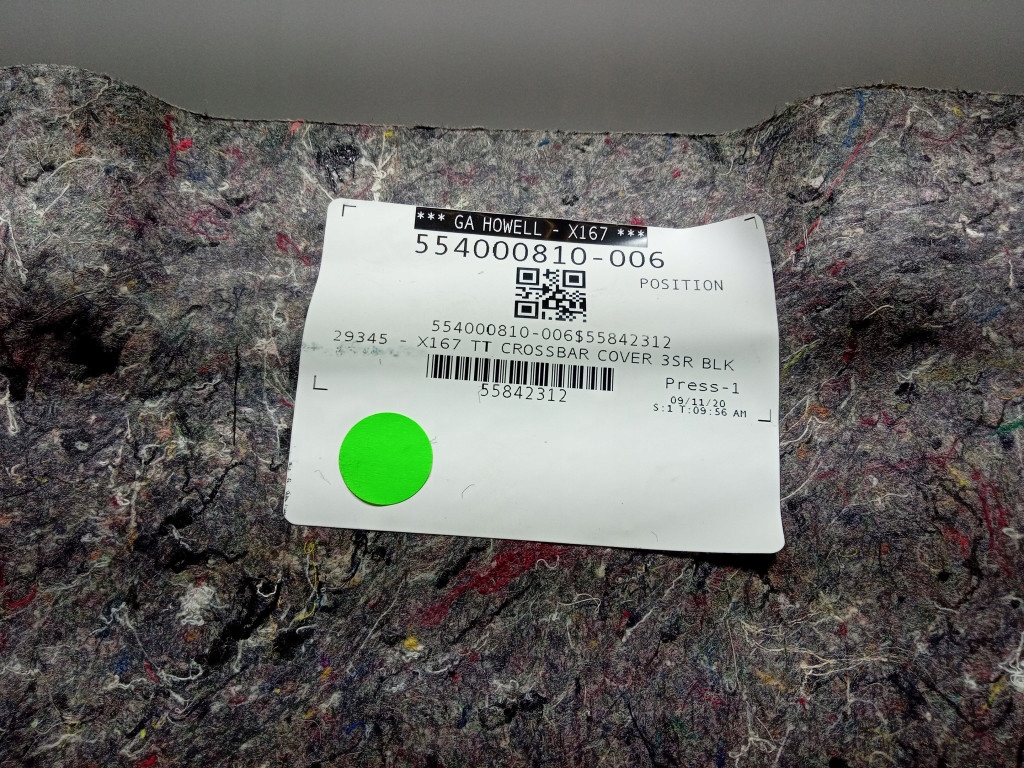 *** GA HOWELL - X167 ***
554000810-006
POSITION
554000810-006$55842312
29345 - X167 TT CROSSBAR COVER 3SR BLK
55842312
Press-1
09/11/20
S:1 T:09:56 AM